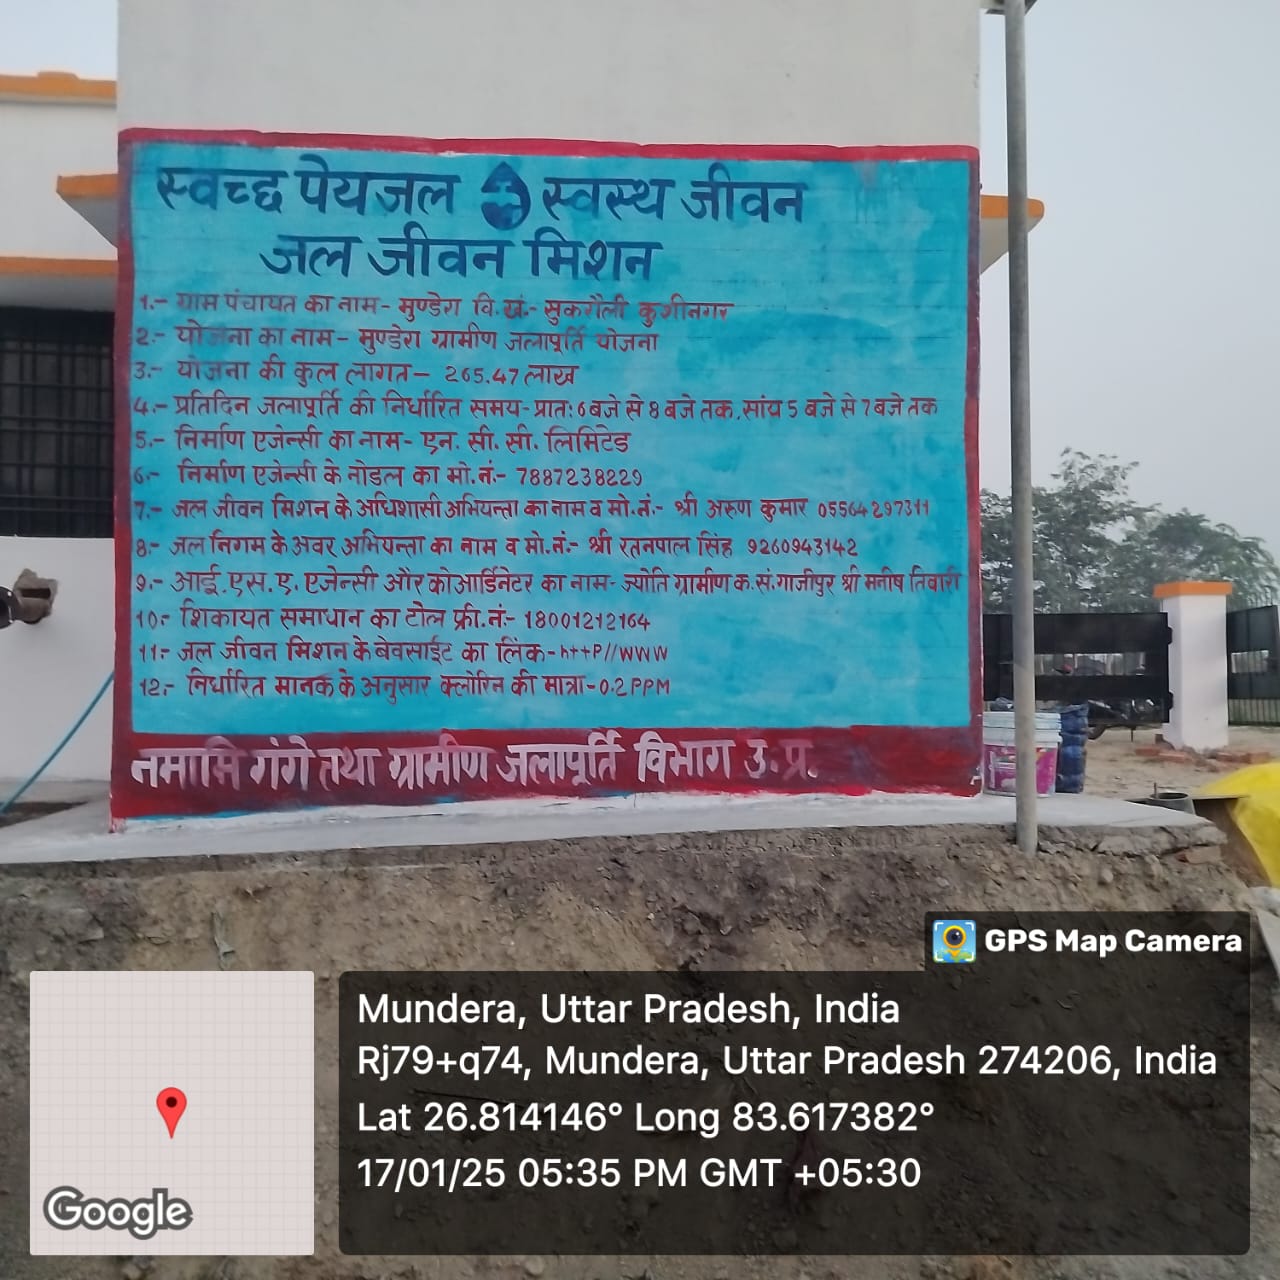 स्वच्छ पेयजल स्वस्थ जीवन
जल जीवन मिशन
1.- ग्राम पंचायत का नाम- मुण्डेरा वि.खं.- सुकरौली कुशीनगर
2.- योजना का नाम- मुण्डेरा ग्रामीण जलापूर्ति योजना
3.- योजना की कुल लागत- 265.47 लाख
4.- प्रतिदिन जलापूर्ति की निर्धारित समय- प्रात: 6 बजे से 8 बजे तक, सांय 5 बजे से 7 बजे तक
5.- निर्माण एजेन्सी का नाम- एन. सी. सी. लिमिटेड
6.- निर्माण एजेन्सी के नोडल का मो.नं.- 7887238229
7.- जल जीवन मिशन के अधिशासी अभियन्ता का नाम व मो.नं.- श्री अरुण कुमार 05564297311
8.- जल निगम के अवर अभियन्ता का नाम व मो.नं.- श्री रतनपाल सिंह 9260943142
9.- आई.एस.ए. एजेन्सी और कोआर्डिनेटर का नाम- ज्योति ग्रामीण क.सं.गाजीपुर श्री मनीष तिवारी
10.- शिकायत समाधान का टोल फ्री.नं.- 18001212164
11.- जल जीवन मिशन के बेवसाईट का लिंक- http//www
12.- निर्धारित मानक के अनुसार क्लोरिन की मात्रा- 0.2 PPM
नमामि गंगे तथा ग्रामीण जलापूर्ति विभाग उ.प्र.
GPS Map Camera
Mundera, Uttar Pradesh, India
Rj79+q74, Mundera, Uttar Pradesh 274206, India
Lat 26.814146° Long 83.617382°
17/01/25 05:35 PM GMT +05:30
Google